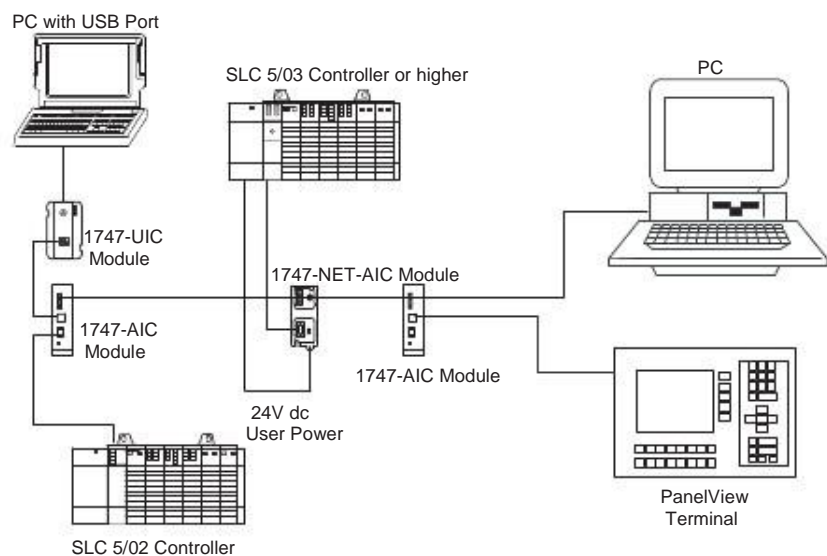 PC with USB Port
SLC 5/03 Controller or higher
PC
1747-UIC
Module
1747-NET-AIC Module
1747-AIC
Module
1747-AIC Module
24V dc
User Power
PanelView
Terminal
SLC 5/02 Controller